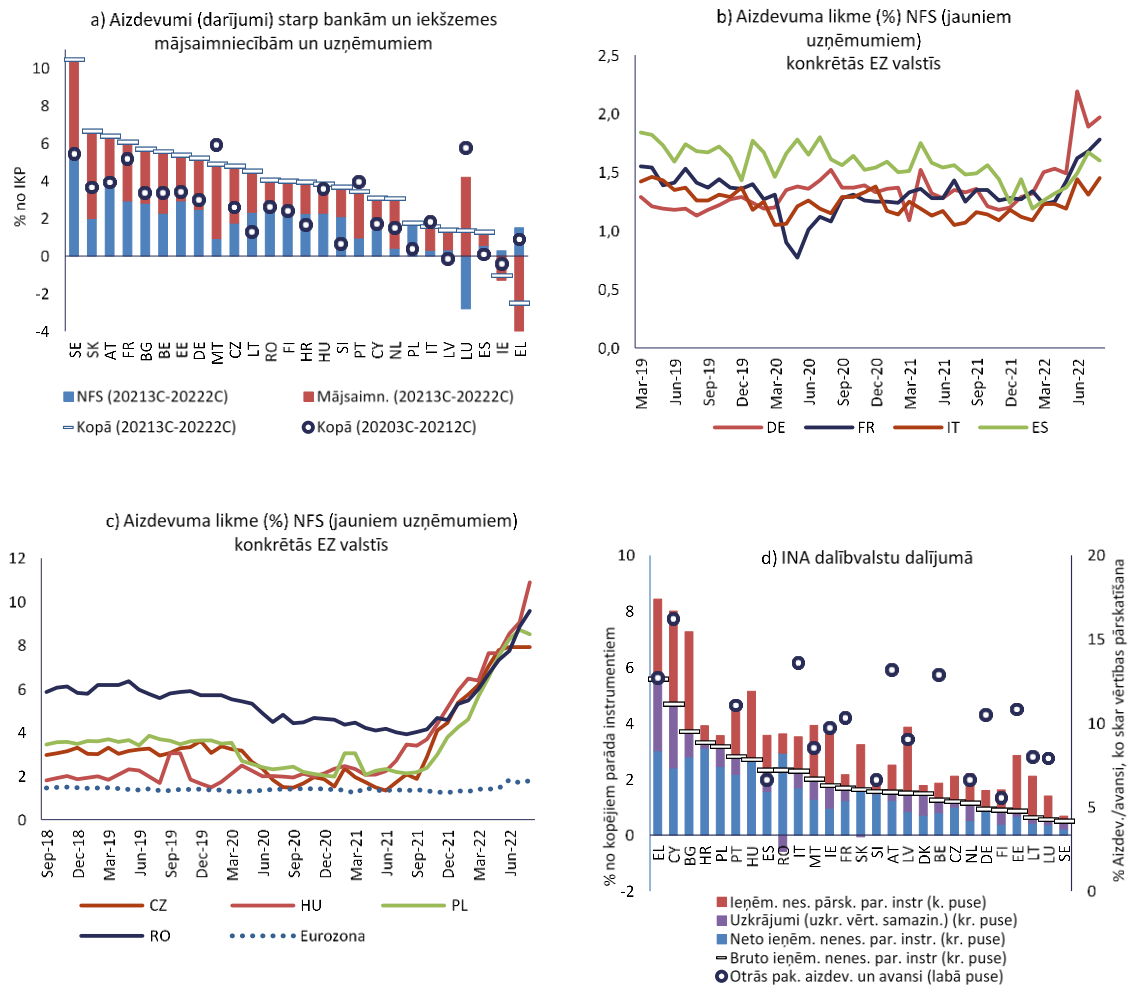 a) Aizdevumi (darījumi) starp bankām un iekšzemes
mājsaimniecībām un uzņēmumiem
% no IKP
10
8
6
4
2
0
-2
-4
SE SK AT FR BG BE EE DE MT CZ LT RO FI HR HU SI PT CY NL PL IT LV LU ES IE EL
NFS (20213C-20222C)
Mājsaimn. (20213C-20222C)
Kopā (20213C-20222C)
Kopā (20203C-20212C)
b) Aizdevuma likme (%) NFS (jauniem
uzņēmumiem)
konkrētās EZ valstīs
2,5
2,0
1,5
1,0
0,5
0,0
Mar-19 Jun-19 Sep-19 Dec-19 Mar-20 Jun-20 Sep-20 Dec-20 Mar-21 Jun-21 Sep-21 Dec-21 Mar-22 Jun-22
DE FR IT ES
c) Aizdevuma likme (%) NFS (jauniem uzņēmumiem)
konkrētās EZ valstīs
12
10
8
6
4
2
0
Sep-18 Dec-18 Mar-19 Jun-19 Sep-19 Dec-19 Mar-20 Jun-20 Sep-20 Dec-20 Mar-21 Jun-21 Sep-21 Dec-21 Mar-22 Jun-22
CZ HU PL
RO Eurozona
d) INA dalībvalstu dalījumā
% no kopējiem parāda instrumentiem
10
8
6
4
2
0
-2
20
15
10
5
0
% Aizdev./avansi, ko skar vērtības pārskatīšana
EL CY BG HR PL PT HU ES RO IT MT IE FR SK SI AT LV DK BE CZ NL DE FI EE LT LU SE
Ieņēm. nes. pārsk. par. instr (k. puse)
Uzkrājumi (uzkr. vērt. samazin.) (kr. puse)
Neto ieņēm. nenes. par. instr. (kr. puse)
Bruto ieņēm. nenes. par. instr (kr. puse)
Otrās pak. aizdev. un avansi (labā puse)